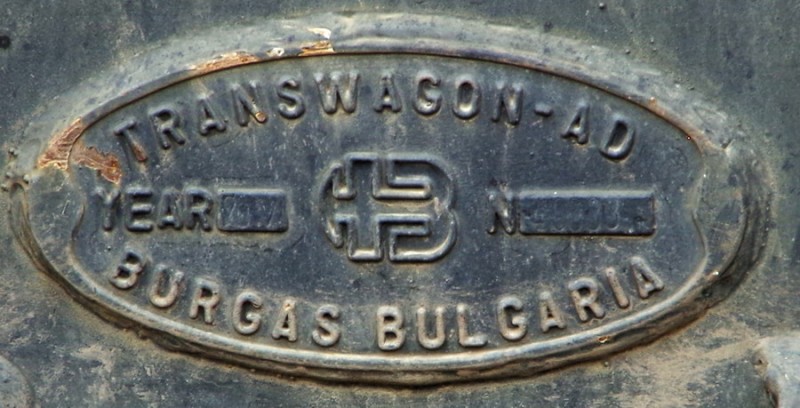 TRANSWAGON-AD
YEAR
N
BURGAS BULGARIA